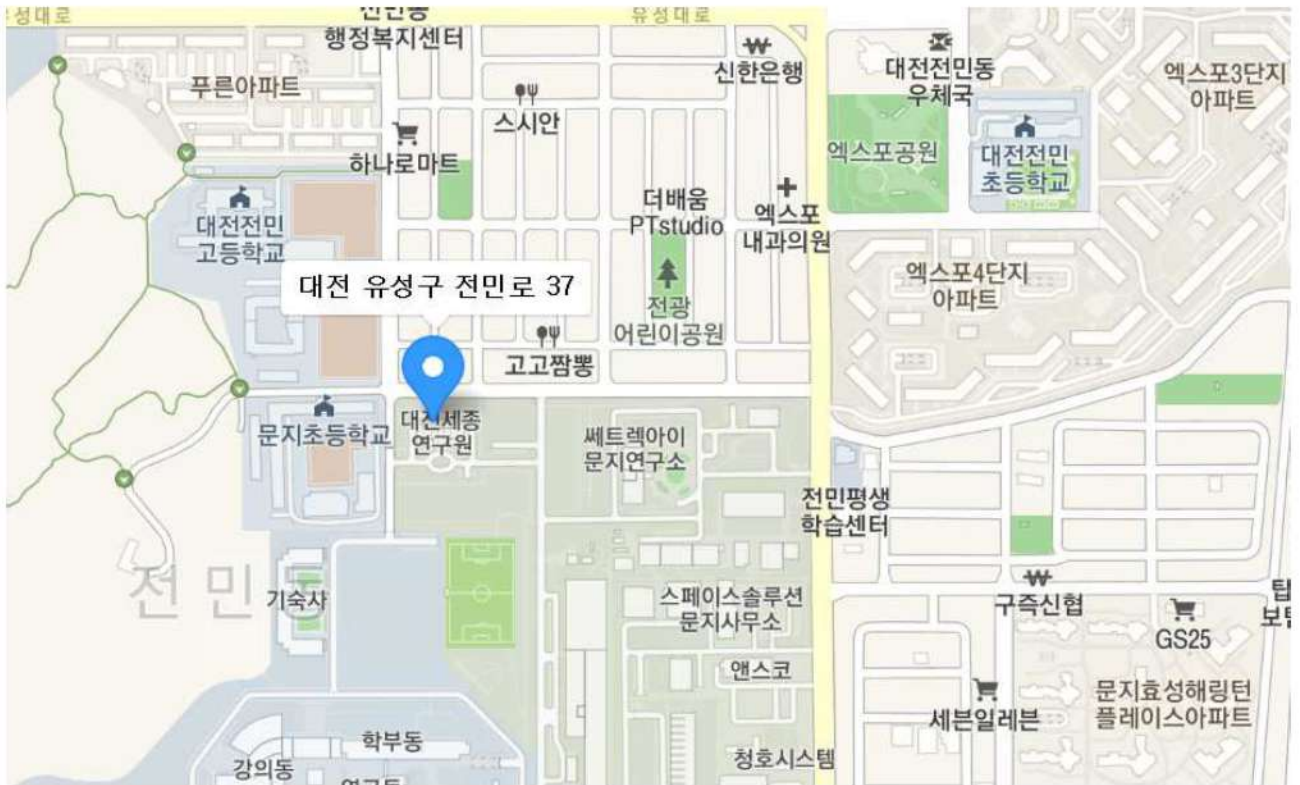 유성대로
유성대로
전민동
행정복지센터
신한은행
대전전민동
우체국
엑스포3단지
아파트
푸른아파트
스시안
하나로마트
엑스포공원
대전전민
초등학교
더배움
PTstudio
엑스포
내과의원
대전전민
고등학교
대전 유성구 전민로 37
엑스포4단지
아파트
전광
어린이공원
고고짬뽕
문지초등학교
대전세종
연구원
쎄트렉아이
문지연구소
전민평생
학습센터
전민동
기숙사
스페이스솔루션
문지사무소
구즉신협
GS25
앤스코
세븐일레븐
문지효성해링턴
플레이스아파트
학부동
강의동
청호시스템